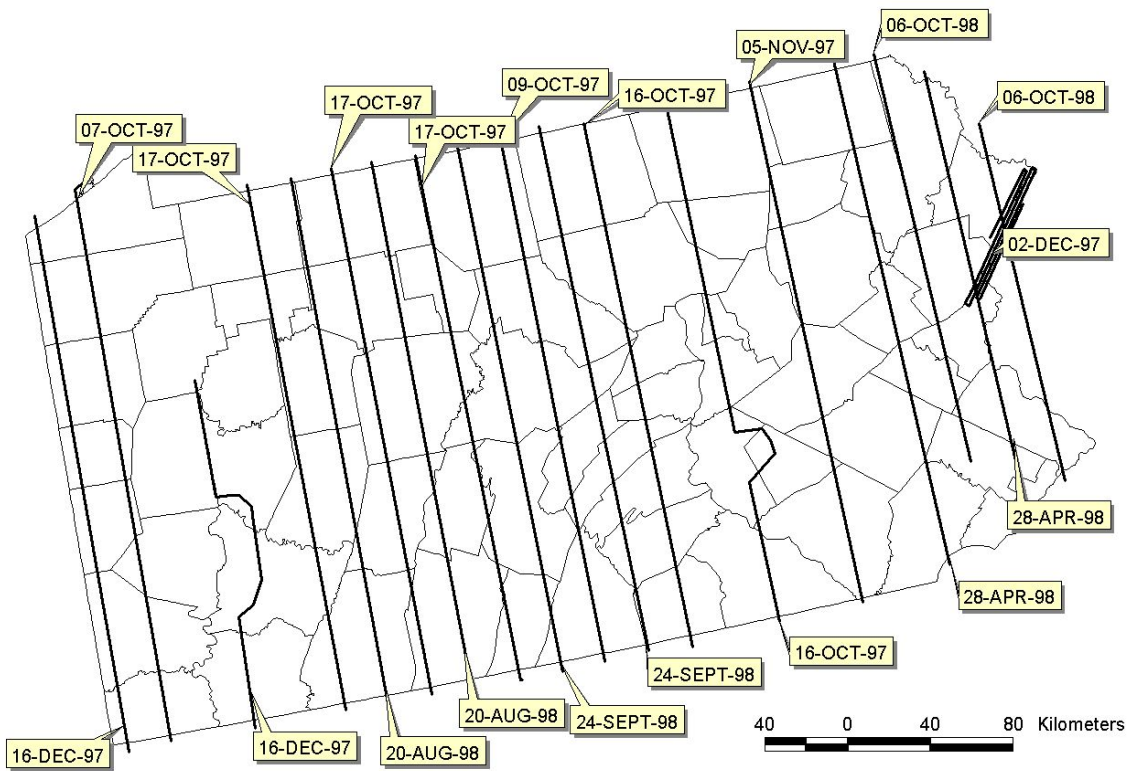 06-OCT-98
05-NOV-97
09-OCT-97
16-OCT-97
06-OCT-98
17-OCT-97
07-OCT-97
17-OCT-97
17-OCT-97
02-DEC-97
28-APR-98
28-APR-98
16-OCT-97
24-SEPT-98
20-AUG-98
24-SEPT-98
16-DEC-97
16-DEC-97
20-AUG-98
40 0 40 80 Kilometers